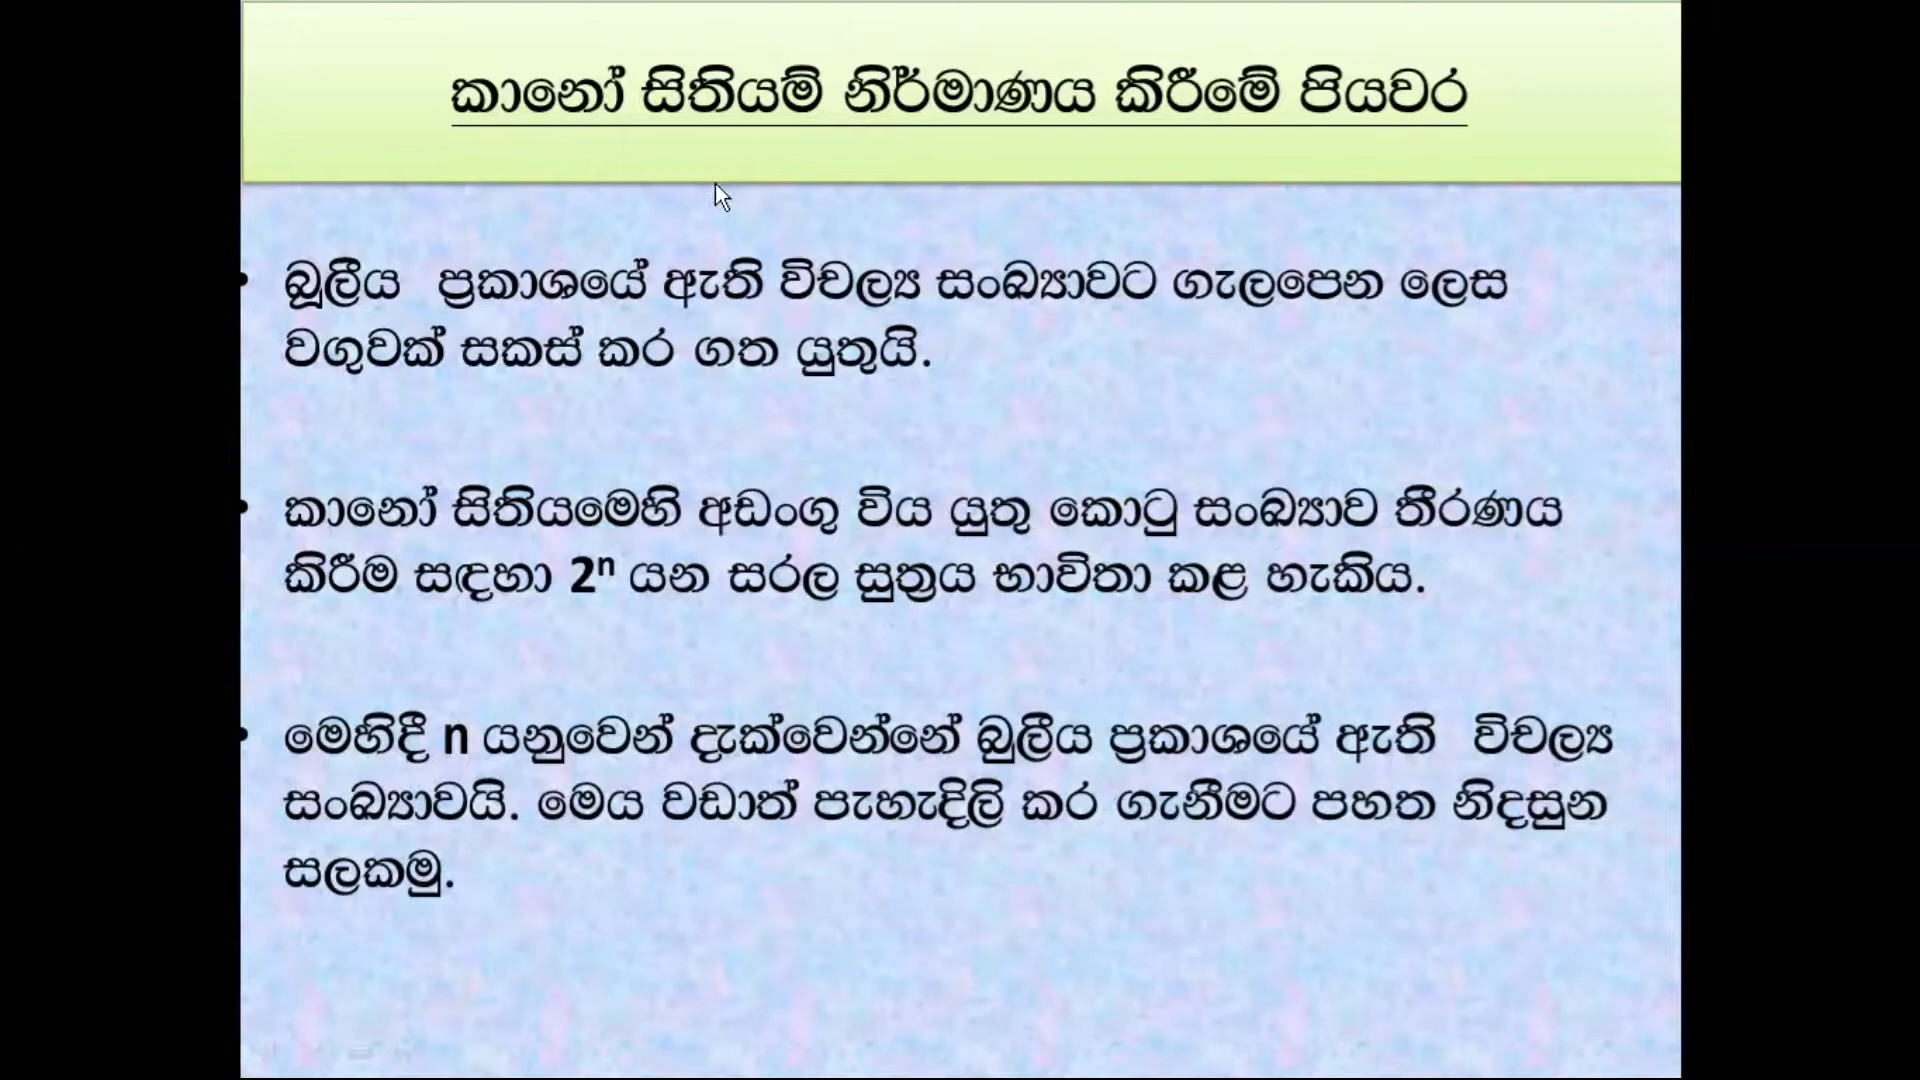 කානෝ සිතියම් නිර්මාණය කිරීමේ පියවර
• බූලීය ප්‍රකාශයේ ඇති විචල්‍ය සංඛ්‍යාවට ගැලපෙන ලෙස
වගුවක් සකස් කර ගත යුතුයි.
• කානෝ සිතියමෙහි අඩංගු විය යුතු කොටු සංඛ්‍යාව තීරණය
කිරීම සඳහා 2ⁿ යන සරල සුත්‍රය භාවිතා කළ හැකිය.
• මෙහිදී n යනුවෙන් දැක්වෙන්නේ බුලීය ප්‍රකාශයේ ඇති විචල්‍ය
සංඛ්‍යාවයි. මෙය වඩාත් පැහැදිලි කර ගැනීමට පහත නිදසුන
සලකමු.